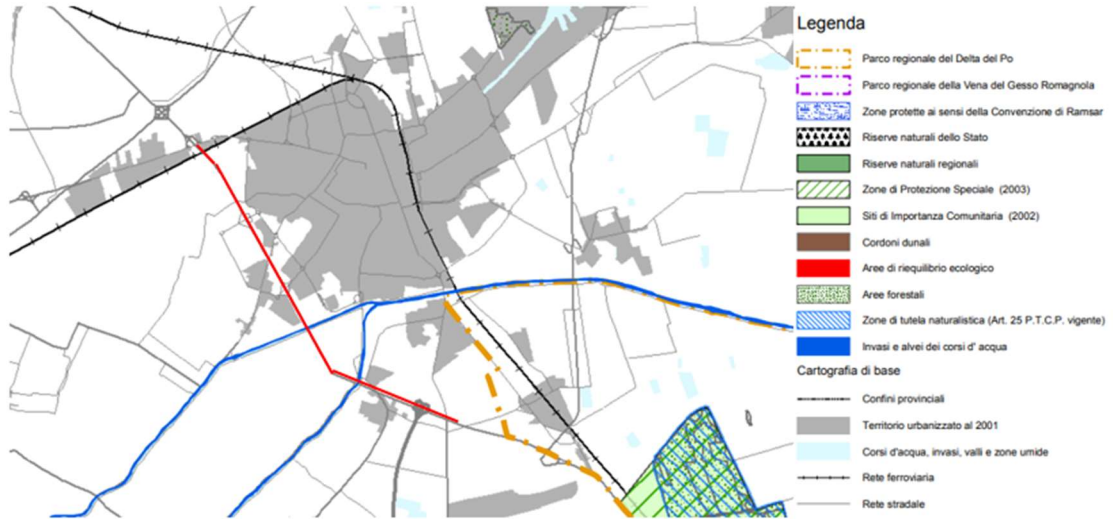 Legenda
Parco regionale del Delta del Po
Parco regionale della Vena del Gesso Romagnola
Zone protette ai sensi della Convenzione di Ramsar
Riserve naturali dello Stato
Riserve naturali regionali
Zone di Protezione Speciale (2003)
Siti di Importanza Comunitaria (2002)
Cordoni dunali
Aree di riequilibrio ecologico
Aree forestali
Zone di tutela naturalistica (Art. 25 P.T.C.P. vigente)
Invasi e alvei dei corsi d' acqua
Cartografia di base
Confini provinciali
Territorio urbanizzato al 2001
Corsi d'acqua, invasi, valli e zone umide
Rete ferroviaria
Rete stradale